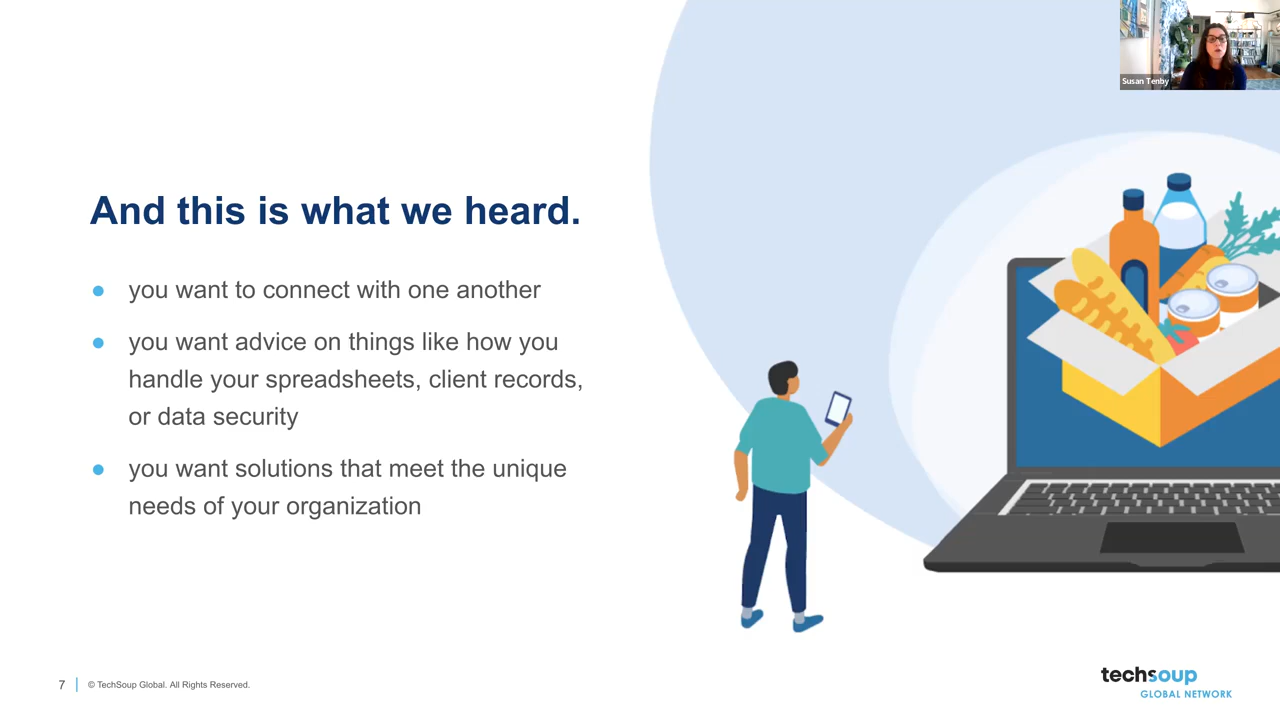 Susan Tenby
And this is what we heard.
● you want to connect with one another
● you want advice on things like how you
handle your spreadsheets, client records,
or data security
● you want solutions that meet the unique
needs of your organization
7 | © TechSoup Global. All Rights Reserved.
techsoup
GLOBAL NETWORK